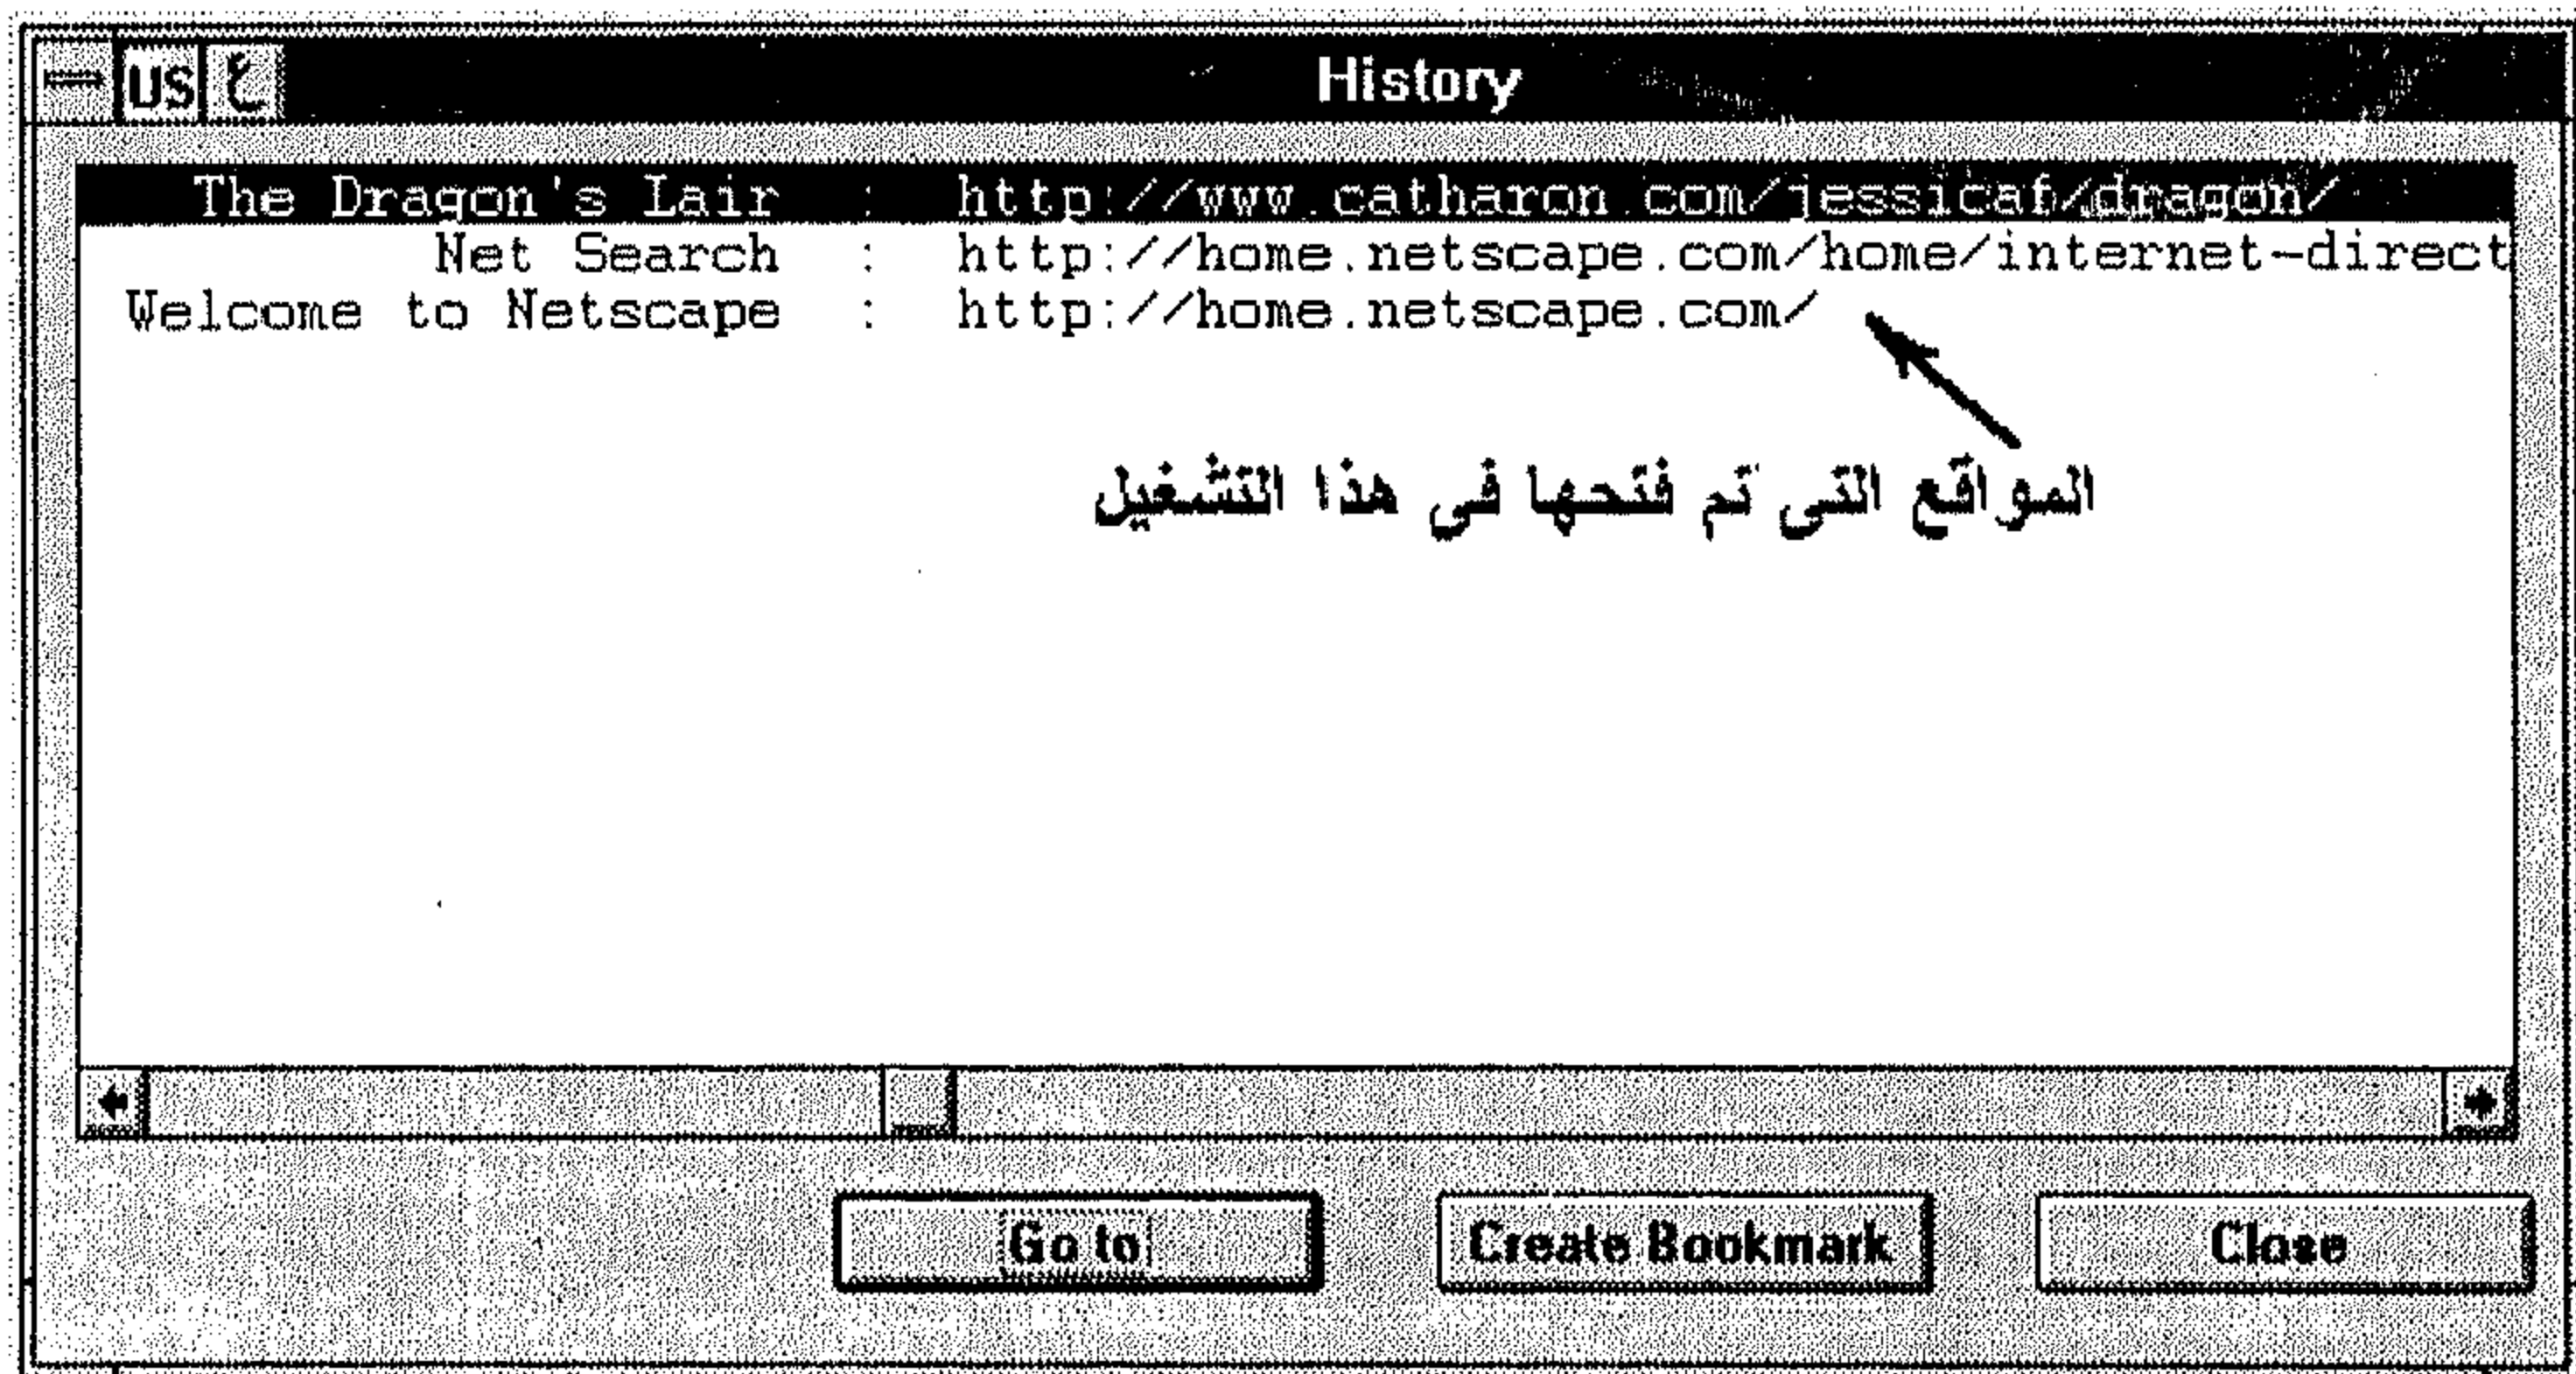 US ع History
The Dragon's Lair : http://www.catharon.com/jessicaf/dragon/
Net Search : http://home.netscape.com/home/internet-direct
Welcome to Netscape : http://home.netscape.com/
المواقع التى تم فتحها فى هذا التشغيل
Go to Create Bookmark Close